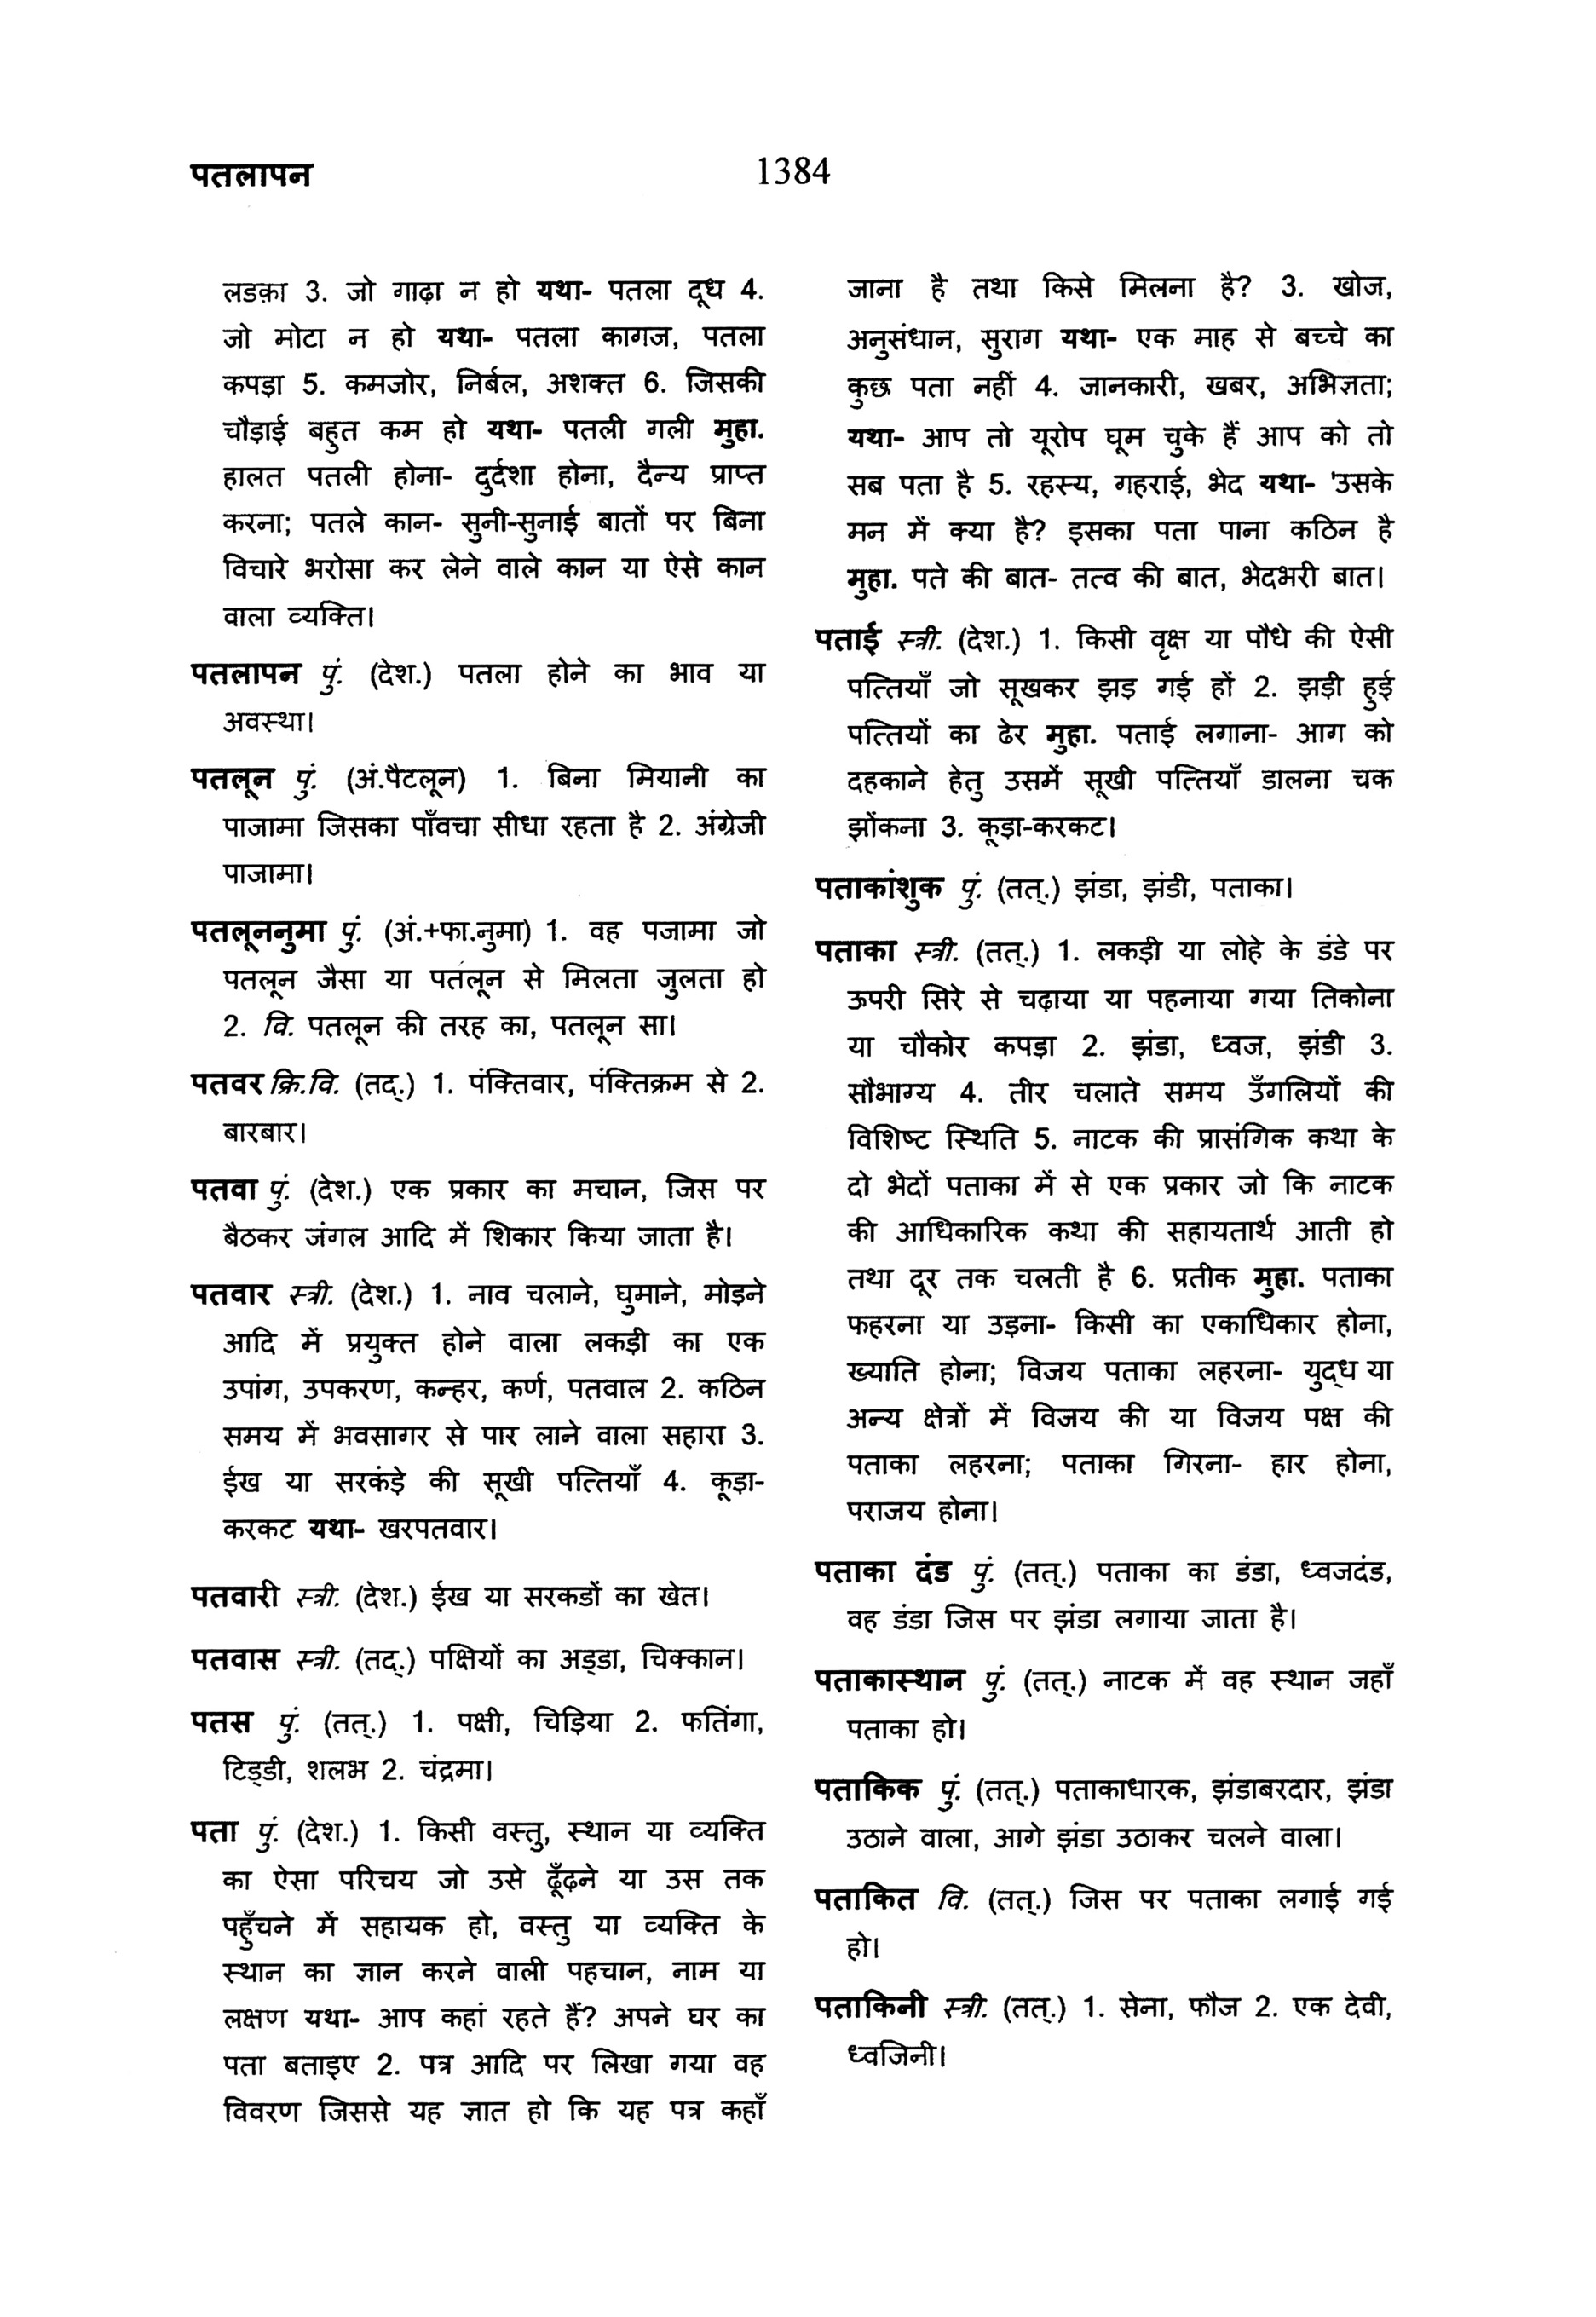 पतलापन
1384
लडक़ा 3. जो गाढ़ा न हो यथा- पतला दूध 4.
जो मोटा न हो यथा- पतला कागज, पतला
कपड़ा 5. कमजोर, निर्बल, अशक्त 6. जिसकी
चौड़ाई बहुत कम हो यथा- पतली गली मुहा.
हालत पतली होना- दुर्दशा होना, दैन्य प्राप्त
करना; पतले कान- सुनी-सुनाई बातों पर बिना
विचारे भरोसा कर लेने वाले कान या ऐसे कान
वाला व्यक्ति।
पतलापन पुं. (देश.) पतला होने का भाव या
अवस्था।
पतलून पुं. (अं.पैटलून) 1. बिना मियानी का
पाजामा जिसका पाँवचा सीधा रहता है 2. अंग्रेजी
पाजामा।
पतलूननुमा पुं. (अं.+फा.नुमा) 1. वह पजामा जो
पतलून जैसा या पतलून से मिलता जुलता हो
2. वि. पतलून की तरह का, पतलून सा।
पतवर क्रि.वि. (तद्.) 1. पंक्तिवार, पंक्तिक्रम से 2.
बारबार।
पतवा पुं. (देश.) एक प्रकार का मचान, जिस पर
बैठकर जंगल आदि में शिकार किया जाता है।
पतवार स्त्री. (देश.) 1. नाव चलाने, घुमाने, मोड़ने
आदि में प्रयुक्त होने वाला लकड़ी का एक
उपांग, उपकरण, कन्हर, कर्ण, पतवाल 2. कठिन
समय में भवसागर से पार लाने वाला सहारा 3.
ईख या सरकंड़े की सूखी पत्तियाँ 4. कूड़ा-
करकट यथा- खरपतवार।
पतवारी स्त्री. (देश.) ईख या सरकडों का खेत।
पतवास स्त्री. (तद्.) पक्षियों का अड्डा, चिक्कान।
पतस पुं. (तत्.) 1. पक्षी, चिड़िया 2. फतिंगा,
टिड्डी, शलभ 2. चंद्रमा।
पता पुं. (देश.) 1. किसी वस्तु, स्थान या व्यक्ति
का ऐसा परिचय जो उसे ढूँढ़ने या उस तक
पहुँचने में सहायक हो, वस्तु या व्यक्ति के
स्थान का ज्ञान करने वाली पहचान, नाम या
लक्षण यथा- आप कहां रहते हैं? अपने घर का
पता बताइए 2. पत्र आदि पर लिखा गया वह
विवरण जिससे यह ज्ञात हो कि यह पत्र कहाँ
जाना है तथा किसे मिलना है? 3. खोज,
अनुसंधान, सुराग यथा- एक माह से बच्चे का
कुछ पता नहीं 4. जानकारी, खबर, अभिज्ञता;
यथा- आप तो यूरोप घूम चुके हैं आप को तो
सब पता है 5. रहस्य, गहराई, भेद यथा- 'उसके
मन में क्या है? इसका पता पाना कठिन है
मुहा. पते की बात- तत्व की बात, भेदभरी बात।
पताई स्त्री. (देश.) 1. किसी वृक्ष या पौधे की ऐसी
पत्तियाँ जो सूखकर झड़ गई हों 2. झड़ी हुई
पत्तियों का ढेर मुहा. पताई लगाना- आग को
दहकाने हेतु उसमें सूखी पत्तियाँ डालना चक
झोंकना 3. कूड़ा-करकट।
पताकांशुक पुं. (तत्.) झंडा, झंडी, पताका।
पताका स्त्री. (तत्.) 1. लकड़ी या लोहे के डंडे पर
ऊपरी सिरे से चढ़ाया या पहनाया गया तिकोना
या चौकोर कपड़ा 2. झंडा, ध्वज, झंडी 3.
सौभाग्य 4. तीर चलाते समय उँगलियों की
विशिष्ट स्थिति 5. नाटक की प्रासंगिक कथा के
दो भेदों पताका में से एक प्रकार जो कि नाटक
की आधिकारिक कथा की सहायतार्थ आती हो
तथा दूर तक चलती है 6. प्रतीक मुहा. पताका
फहरना या उड़ना- किसी का एकाधिकार होना,
ख्याति होना; विजय पताका लहरना- युद्ध या
अन्य क्षेत्रों में विजय की या विजय पक्ष की
पताका लहरना; पताका गिरना- हार होना,
पराजय होना।
पताका दंड पुं. (तत्.) पताका का डंडा, ध्वजदंड,
वह डंडा जिस पर झंडा लगाया जाता है।
पताकास्थान पुं. (तत्.) नाटक में वह स्थान जहाँ
पताका हो।
पताकिक पुं. (तत्.) पताकाधारक, झंडाबरदार, झंडा
उठाने वाला, आगे झंडा उठाकर चलने वाला।
पताकित वि. (तत्.) जिस पर पताका लगाई गई
हो।
पताकिनी स्त्री. (तत्.) 1. सेना, फौज 2. एक देवी,
ध्वजिनी।